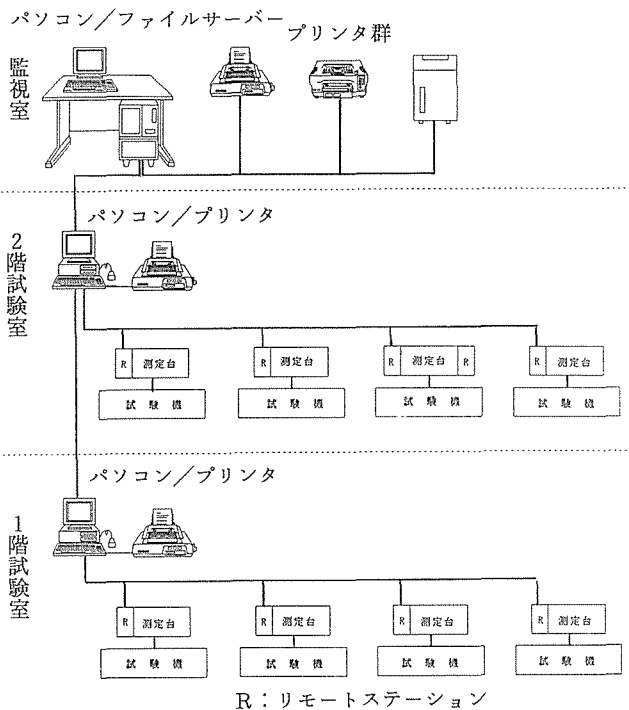 パソコン／ファイルサーバー
プリンタ群
監視室
パソコン／プリンタ
2階試験室
R 測定台
R 測定台
R 測定台 R
R 測定台
試験機
試験機
試験機
試験機
パソコン／プリンタ
1階試験室
R 測定台
R 測定台
R 測定台
R 測定台
試験機
試験機
試験機
試験機
R：リモートステーション